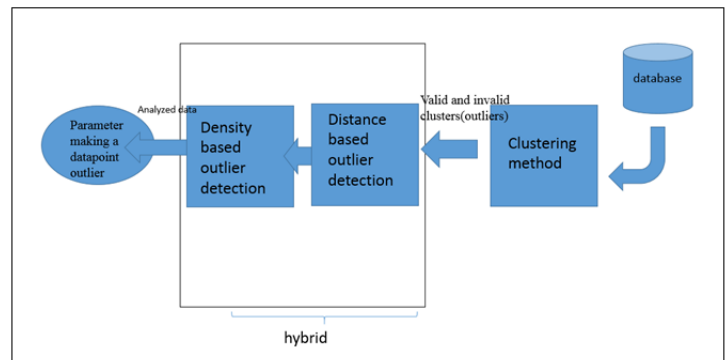 database
Clustering
method
Valid and invalid
clusters(outliers)
Distance
based
outlier
detection
Density
based
outlier
detection
Analyzed data
Parameter
making a
datapoint
outlier
hybrid